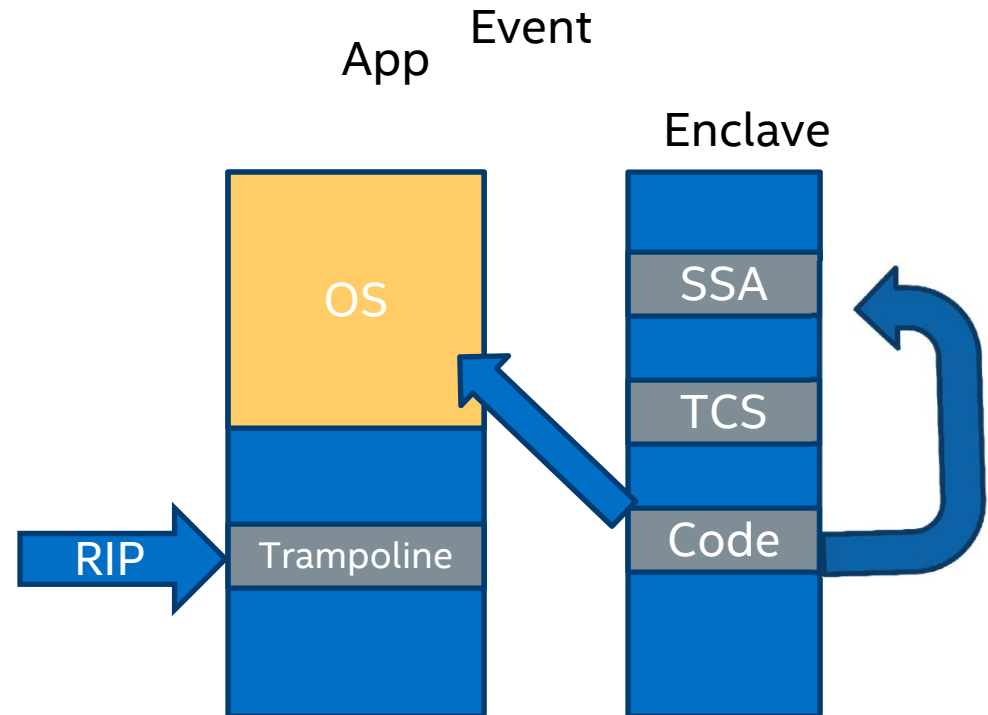 Event
App
Enclave
OS
SSA
TCS
Code
RIP
Trampoline